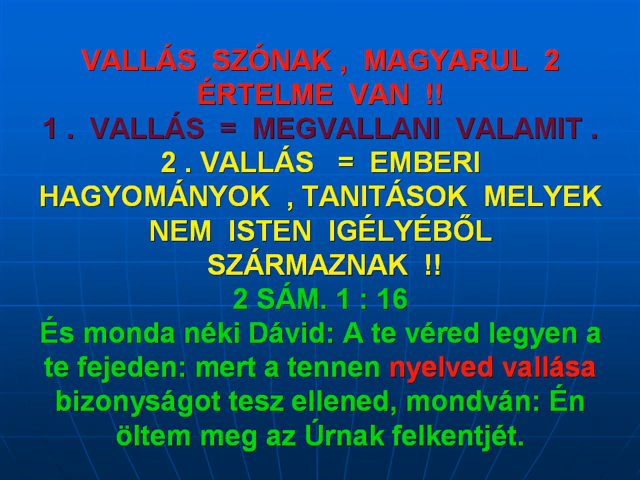 VALLÁS SZÓNAK , MAGYARUL 2
ÉRTELME VAN !!
1 . VALLÁS = MEGVALLANI VALAMIT .
2 . VALLÁS = EMBERI
HAGYOMÁNYOK , TANITÁSOK MELYEK
NEM ISTEN IGÉLYÉBŐL
SZÁRMAZNAK !!
2 SÁM. 1 : 16
És monda néki Dávid: A te véred legyen a
te fejeden: mert a tennen nyelved vallása
bizonyságot tesz ellened, mondván: Én
öltem meg az Úrnak felkentjét.